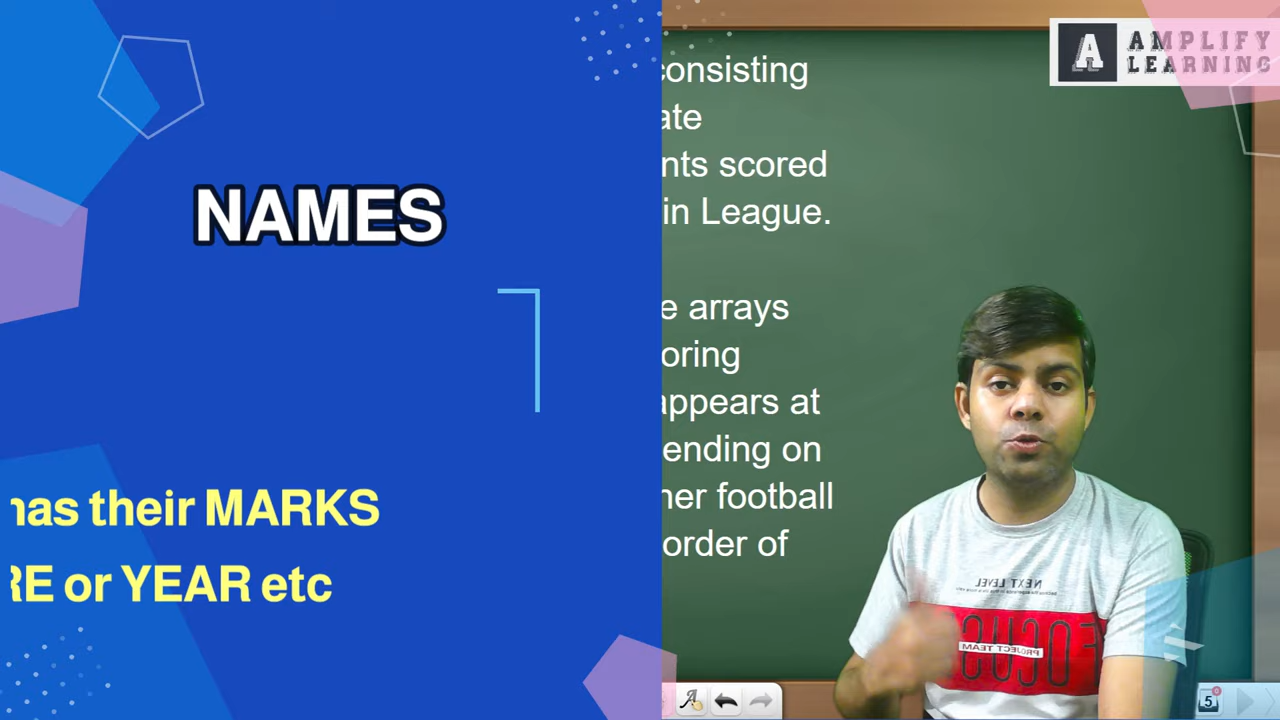 NAMES
has their MARKS
RE or YEAR etc
consisting
ate
nts scored
in League.
e arrays
oring
appears at
ending on
her football
order of
AMPLIFY
LEARNING
NEXT LEVEL
FOCUS
PROJECT TEAM
5